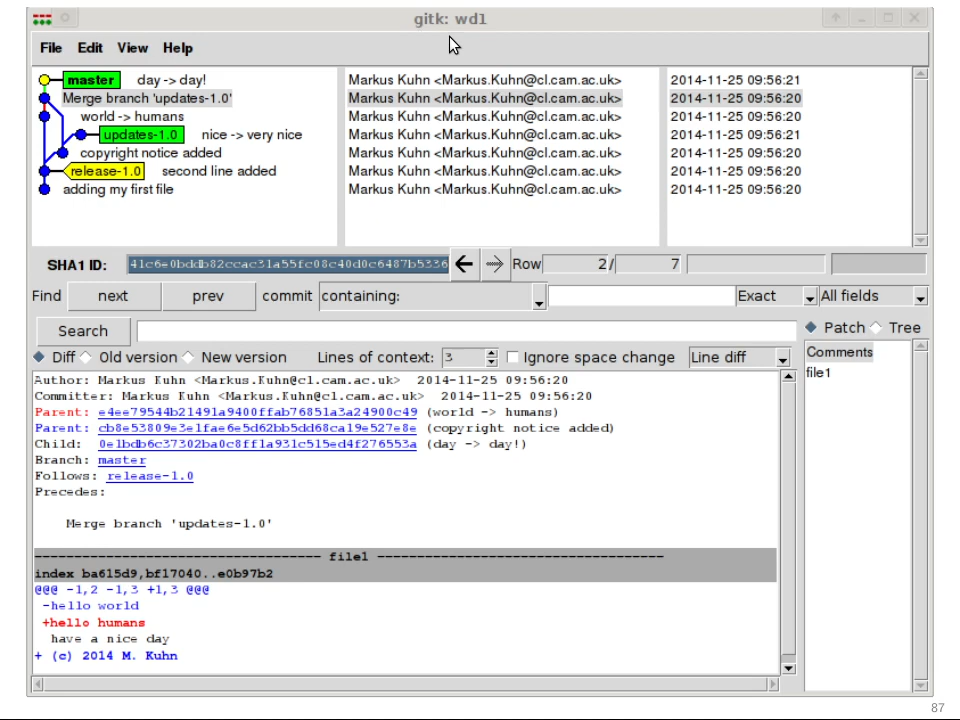 gitk: wd1
File Edit View Help
master day -> day! Markus Kuhn <Markus.Kuhn@cl.cam.ac.uk> 2014-11-25 09:56:21
Merge branch 'updates-1.0' Markus Kuhn <Markus.Kuhn@cl.cam.ac.uk> 2014-11-25 09:56:20
world -> humans Markus Kuhn <Markus.Kuhn@cl.cam.ac.uk> 2014-11-25 09:56:20
updates-1.0 nice -> very nice Markus Kuhn <Markus.Kuhn@cl.cam.ac.uk> 2014-11-25 09:56:21
copyright notice added Markus Kuhn <Markus.Kuhn@cl.cam.ac.uk> 2014-11-25 09:56:20
release-1.0 second line added Markus Kuhn <Markus.Kuhn@cl.cam.ac.uk> 2014-11-25 09:56:20
adding my first file Markus Kuhn <Markus.Kuhn@cl.cam.ac.uk> 2014-11-25 09:56:20
SHA1 ID: 41c6e0bddb82ccac31a55fc08c40d0c6487b5336 Row 2/ 7
Find next prev commit containing: Exact All fields
Search
Patch Tree
Diff Old version New version Lines of context: 3 Ignore space change Line diff
Comments
file1
Author: Markus Kuhn <Markus.Kuhn@cl.cam.ac.uk> 2014-11-25 09:56:20
Committer: Markus Kuhn <Markus.Kuhn@cl.cam.ac.uk> 2014-11-25 09:56:20
Parent: e4ee79544b21491a9400ffab76851a3a24900c49 (world -> humans)
Parent: cb8e53809e3e1fae6e5d62bb5dd68ca19e527e8e (copyright notice added)
Child: 0e1bdb6c37302ba0c8ff1a931c515ed4f276553a (day -> day!)
Branch: master
Follows: release-1.0
Precedes:
Merge branch 'updates-1.0'
------------------------------------ file1 ------------------------------------
index ba615d9,bf17040..e0b97b2
@@@ -1,2 -1,3 +1,3 @@@
-hello world
+hello humans
have a nice day
+ (c) 2014 M. Kuhn
87